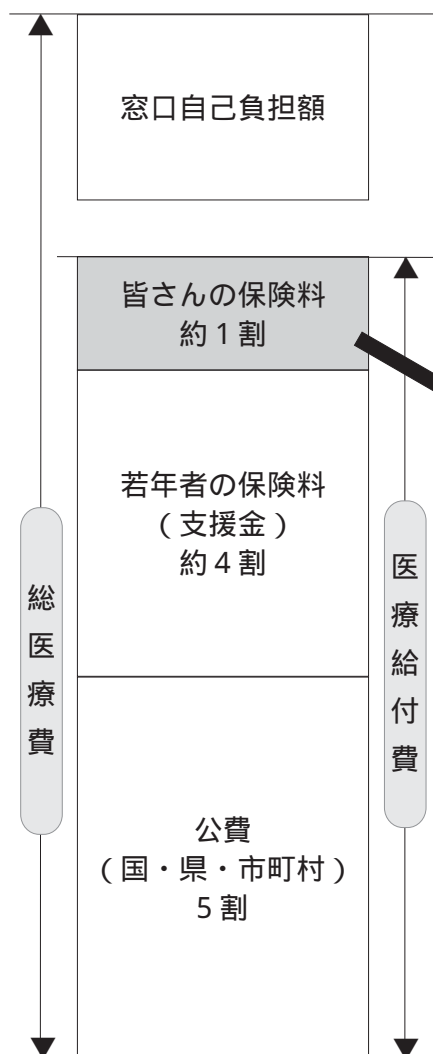 窓口自己負担額
皆さんの保険料
約１割
若年者の保険料
（支援金）
約４割
総医療費
医療給付費
公費
（国・県・市町村）
５割